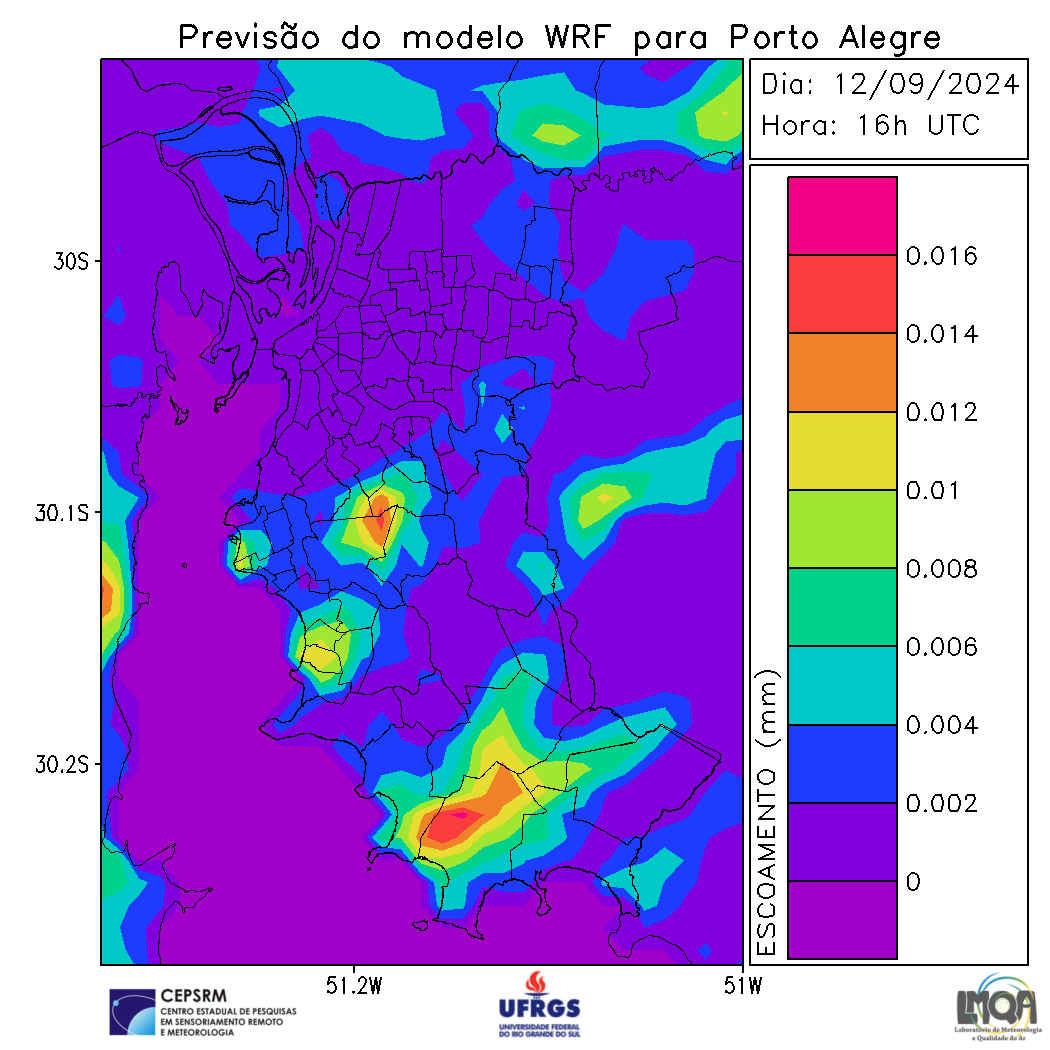 Previsão do modelo WRF para Porto Alegre
Dia: 12/09/2024
Hora: 16h UTC
30S
30.1S
30.2S
51.2W
51W
0.016
0.014
0.012
0.01
0.008
0.006
0.004
0.002
0
ESCOAMENTO (mm)
CEPSRM
CENTRO ESTADUAL DE PESQUISAS
EM SENSORIAMENTO REMOTO
E METEOROLOGIA
UFRGS
UNIVERSIDADE FEDERAL
DO RIO GRANDE DO SUL
LMQA
Laboratório de Meteorologia
e Qualidade do Ar